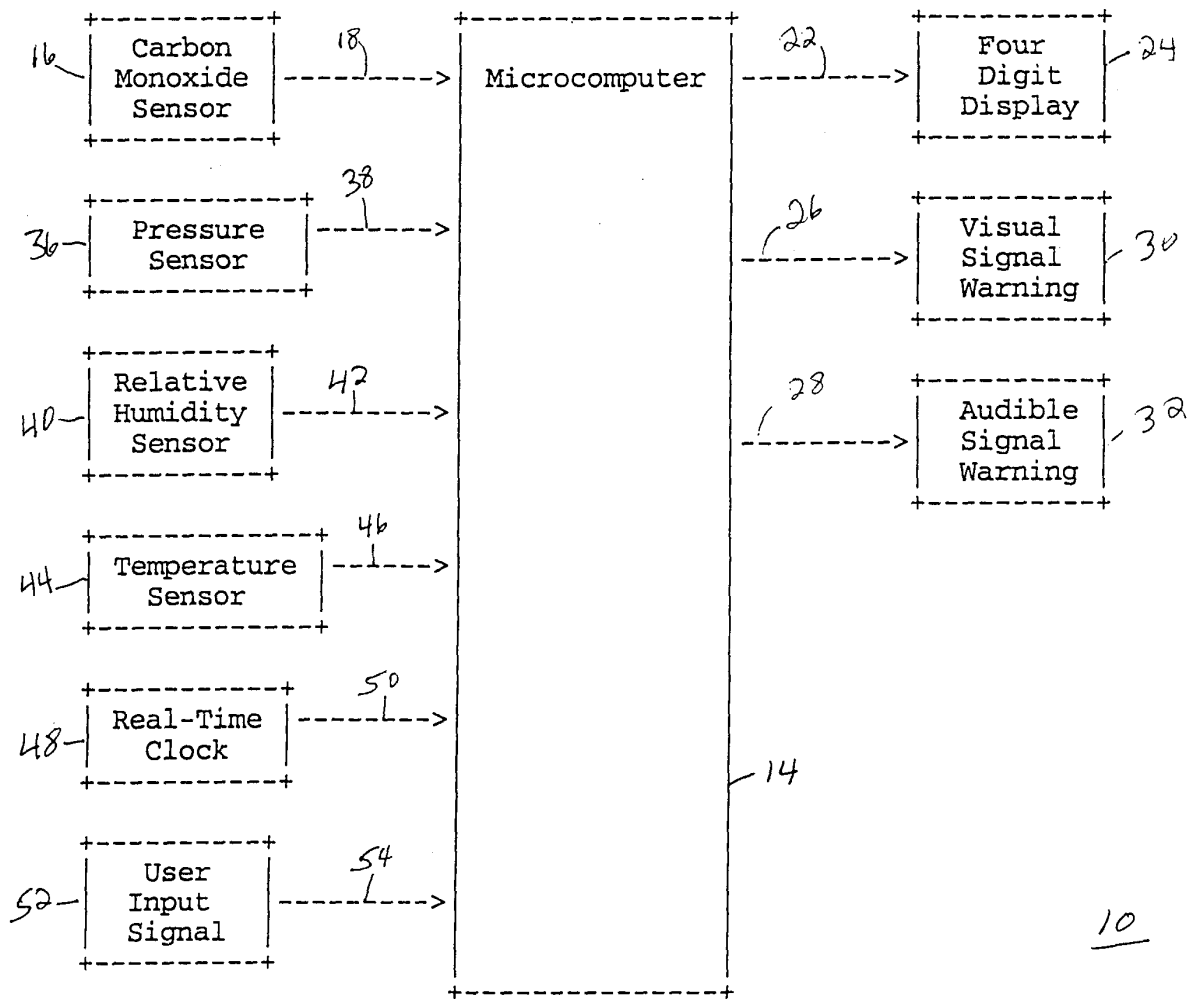 16
Carbon
Monoxide
Sensor
18
Microcomputer
22
Four
Digit
Display
24
36
Pressure
Sensor
38
26
Visual
Signal
Warning
30
40
Relative
Humidity
Sensor
42
28
Audible
Signal
Warning
32
44
Temperature
Sensor
46
48
Real-Time
Clock
50
14
52
User
Input
Signal
54
10